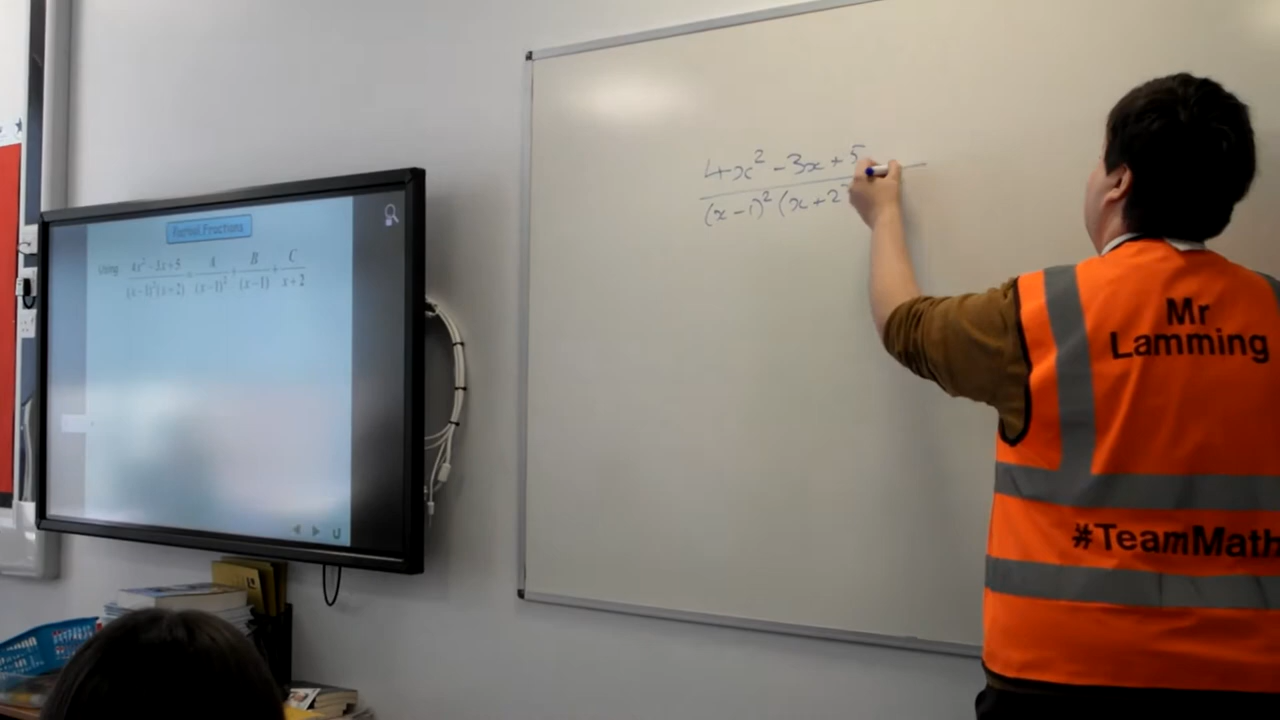 Partial Fractions
Using (4x² - 3x + 5)/((x - 1)²(x + 2)) = A/(x - 1)² + B/(x - 1) + C/(x + 2)
4x² - 3x + 5
(x - 1)² (x + 2
Mr
Lamming
#TeamMath